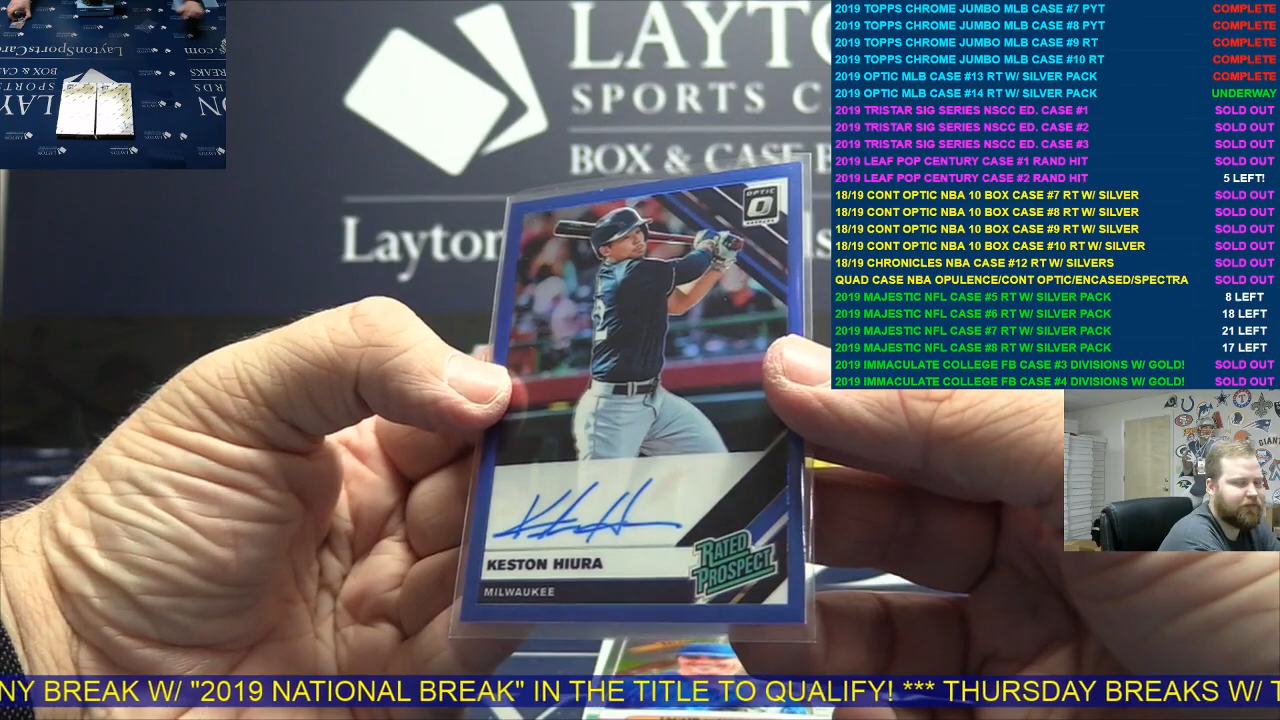 LAYTO
SPORTS C
BOX & CASE
Layton
2019 TOPPS CHROME JUMBO MLB CASE #7 PYT COMPLETE
2019 TOPPS CHROME JUMBO MLB CASE #8 PYT COMPLETE
2019 TOPPS CHROME JUMBO MLB CASE #9 RT COMPLETE
2019 TOPPS CHROME JUMBO MLB CASE #10 RT COMPLETE
2019 OPTIC MLB CASE #13 RT W/ SILVER PACK COMPLETE
2019 OPTIC MLB CASE #14 RT W/ SILVER PACK UNDERWAY
2019 TRISTAR SIG SERIES NSCC ED. CASE #1 SOLD OUT
2019 TRISTAR SIG SERIES NSCC ED. CASE #2 SOLD OUT
2019 TRISTAR SIG SERIES NSCC ED. CASE #3 SOLD OUT
2019 LEAF POP CENTURY CASE #1 RAND HIT SOLD OUT
2019 LEAF POP CENTURY CASE #2 RAND HIT 5 LEFT!
18/19 CONT OPTIC NBA 10 BOX CASE #7 RT W/ SILVER SOLD OUT
18/19 CONT OPTIC NBA 10 BOX CASE #8 RT W/ SILVER SOLD OUT
18/19 CONT OPTIC NBA 10 BOX CASE #9 RT W/ SILVER SOLD OUT
18/19 CONT OPTIC NBA 10 BOX CASE #10 RT W/ SILVER SOLD OUT
18/19 CHRONICLES NBA CASE #12 RT W/ SILVERS SOLD OUT
QUAD CASE NBA OPULENCE/CONT OPTIC/ENCASED/SPECTRA SOLD OUT
2019 MAJESTIC NFL CASE #5 RT W/ SILVER PACK 8 LEFT
2019 MAJESTIC NFL CASE #6 RT W/ SILVER PACK 18 LEFT
2019 MAJESTIC NFL CASE #7 RT W/ SILVER PACK 21 LEFT
2019 MAJESTIC NFL CASE #8 RT W/ SILVER PACK 17 LEFT
2019 IMMACULATE COLLEGE FB CASE #3 DIVISIONS W/ GOLD! SOLD OUT
2019 IMMACULATE COLLEGE FB CASE #4 DIVISIONS W/ GOLD! SOLD OUT
OPTIC
KESTON HIURA
MILWAUKEE
RATED
PROSPECT
NY BREAK W/ "2019 NATIONAL BREAK" IN THE TITLE TO QUALIFY! *** THURSDAY BREAKS W/ T